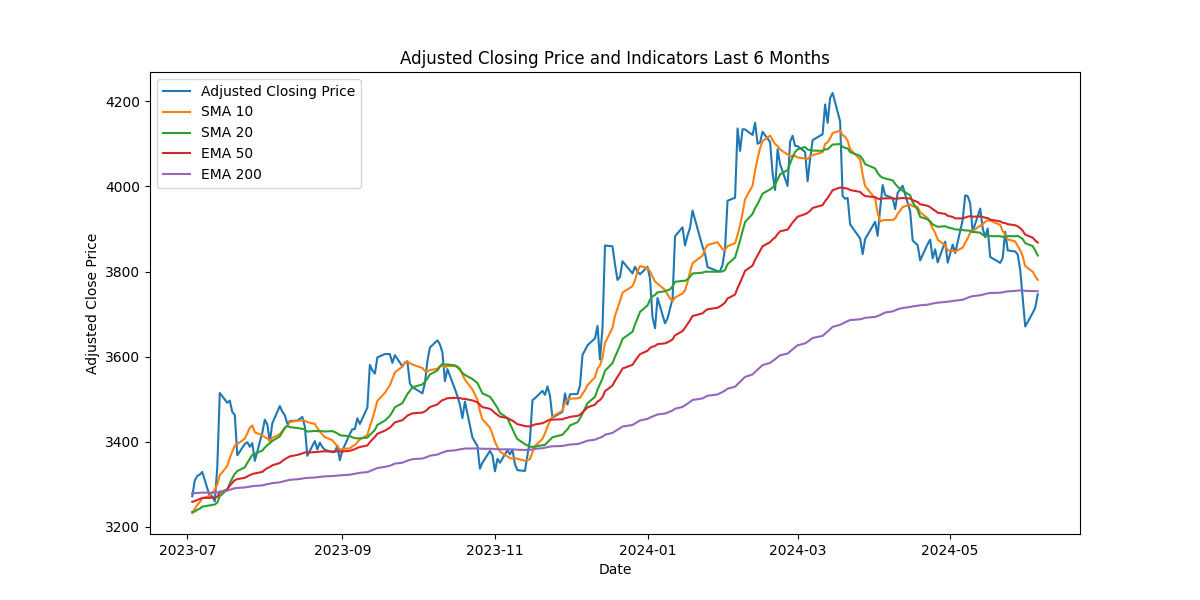 Adjusted Closing Price and Indicators Last 6 Months
Adjusted Closing Price
SMA 10
SMA 20
EMA 50
EMA 200
Adjusted Close Price
4200
4000
3800
3600
3400
3200
2023-07
2023-09
2023-11
2024-01
2024-03
2024-05
Date